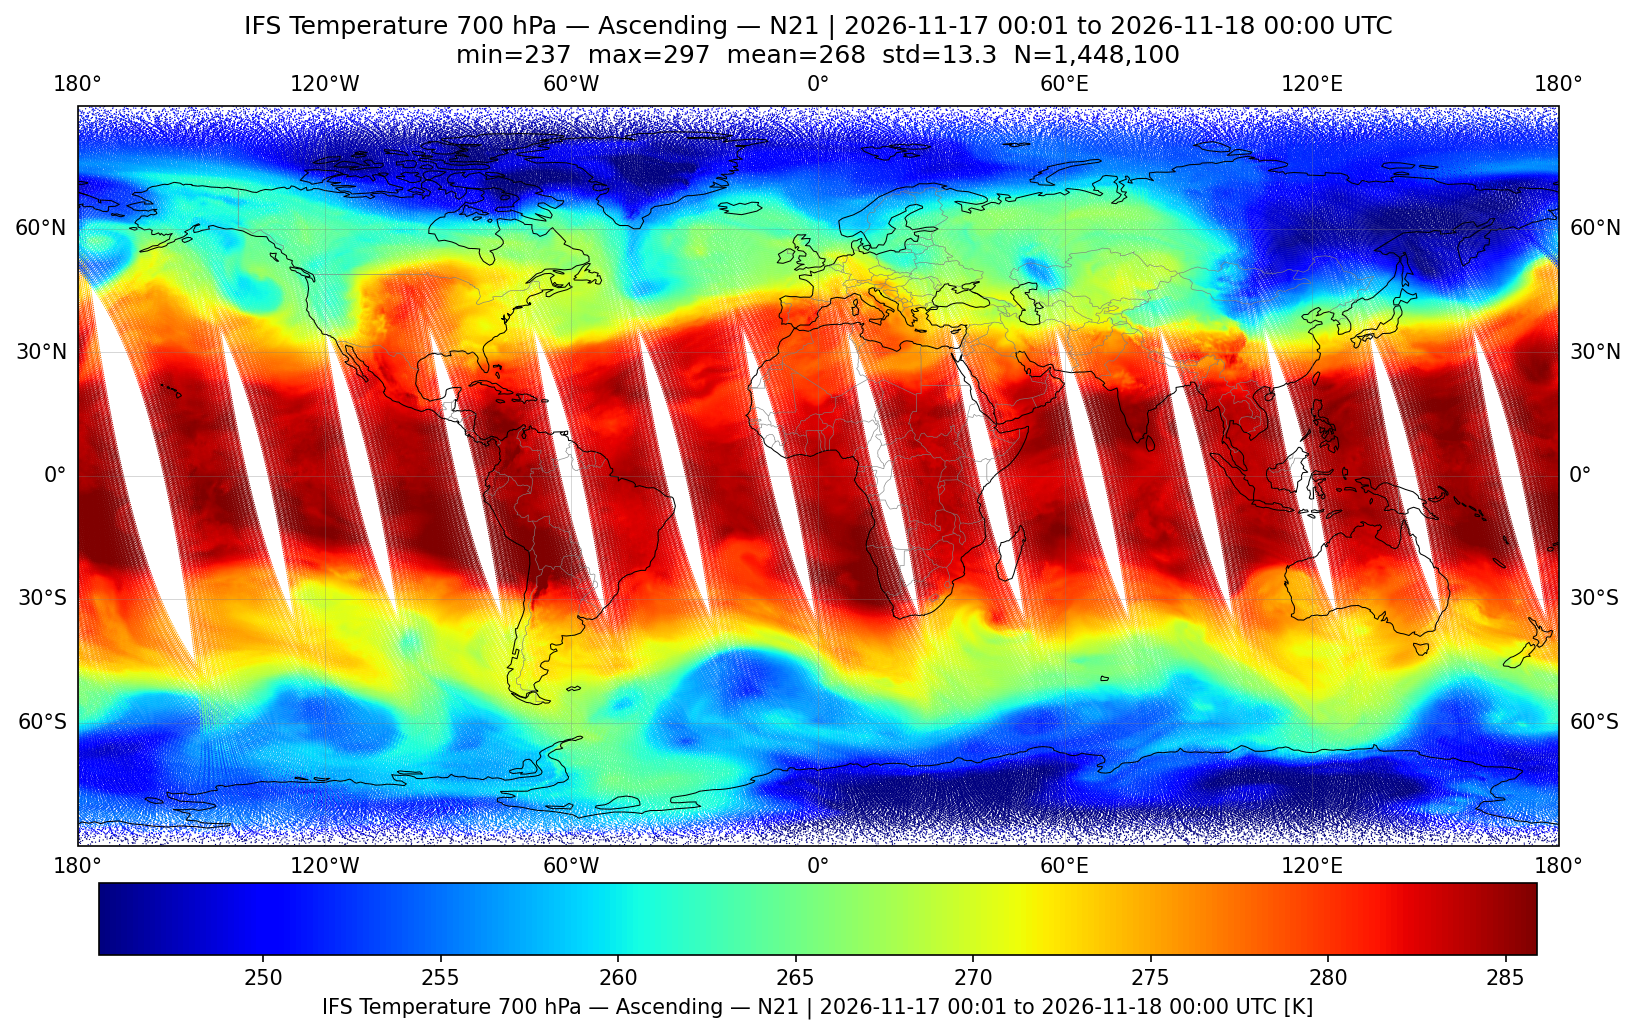 IFS Temperature 700 hPa — Ascending — N21 | 2026-11-17 00:01 to 2026-11-18 00:00 UTC
min=237  max=297  mean=268  std=13.3  N=1,448,100
180° 120°W 60°W 0° 60°E 120°E 180°
60°N 60°N
30°N 30°N
0° 0°
30°S 30°S
60°S 60°S
180° 120°W 60°W 0° 60°E 120°E 180°
250 255 260 265 270 275 280 285
IFS Temperature 700 hPa — Ascending — N21 | 2026-11-17 00:01 to 2026-11-18 00:00 UTC [K]